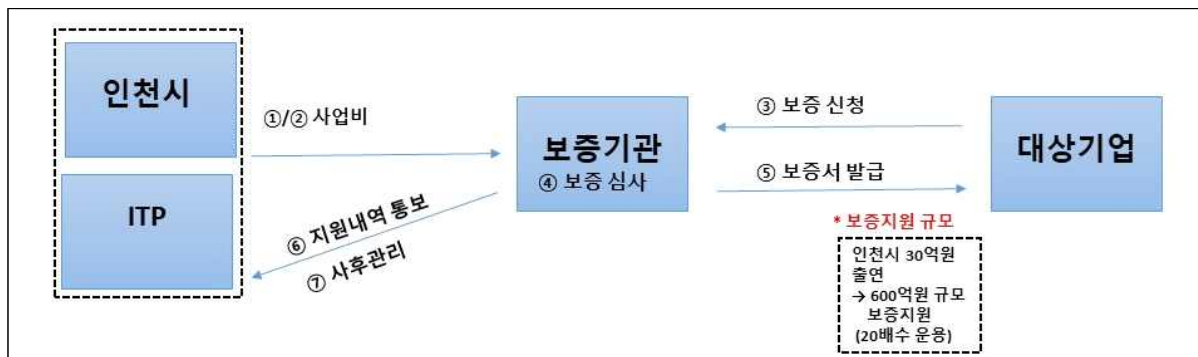 인천시
ITP
①/② 사업비
보증기관
④ 보증 심사
③ 보증 신청
⑤ 보증서 발급
대상기업
⑥ 지원내역 통보
⑦ 사후관리
* 보증지원 규모
인천시 30억원
출연
→ 600억원 규모
보증지원
(20배수 운용)